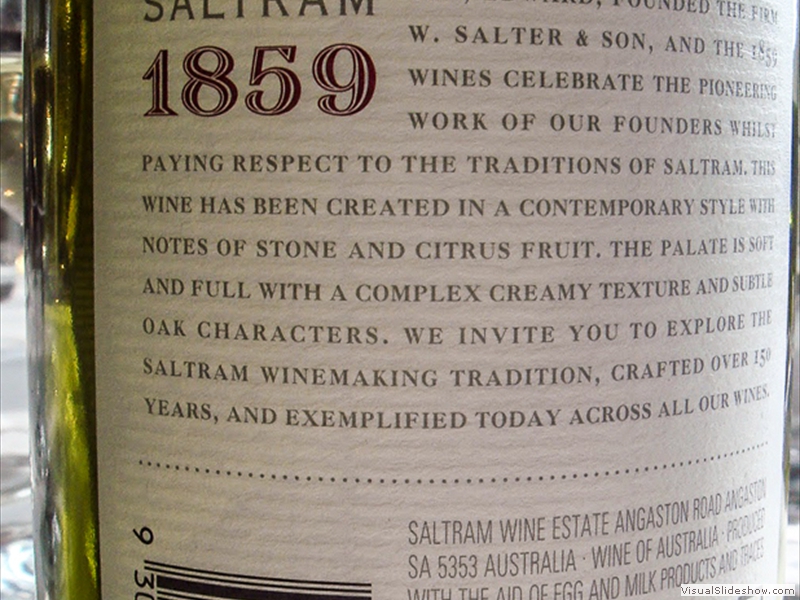 SALTRAM
1859
FOUNDED THE FIRM
W. SALTER & SON, AND THE 1859
WINES CELEBRATE THE PIONEERING
WORK OF OUR FOUNDERS WHILST
PAYING RESPECT TO THE TRADITIONS OF SALTRAM. THIS
WINE HAS BEEN CREATED IN A CONTEMPORARY STYLE WITH
NOTES OF STONE AND CITRUS FRUIT. THE PALATE IS SOFT
AND FULL WITH A COMPLEX CREAMY TEXTURE AND SUBTLE
OAK CHARACTERS. WE INVITE YOU TO EXPLORE THE
SALTRAM WINEMAKING TRADITION, CRAFTED OVER 150
YEARS, AND EXEMPLIFIED TODAY ACROSS ALL OUR WINES.
SALTRAM WINE ESTATE ANGASTON ROAD ANGASTON
SA 5353 AUSTRALIA · WINE OF AUSTRALIA · PRODUCED
WITH THE AID OF EGG AND MILK PRODUCTS AND TRACES
9
VisualSlideshow.com